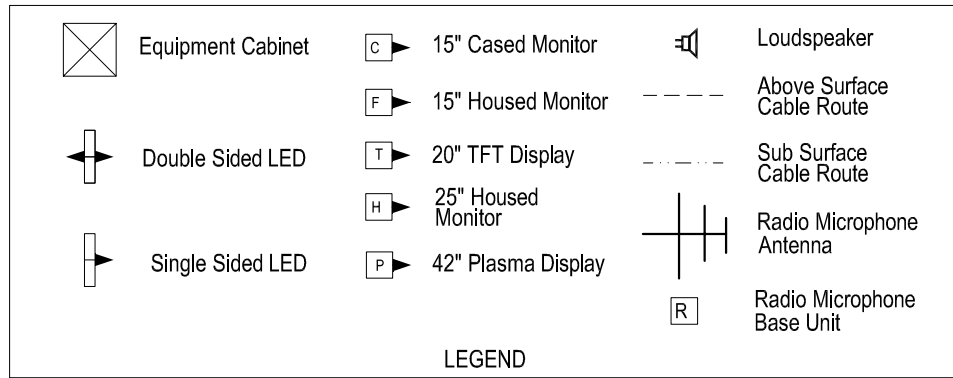 Equipment Cabinet
Double Sided LED
Single Sided LED
C 15" Cased Monitor
F 15" Housed Monitor
T 20" TFT Display
H 25" Housed
Monitor
P 42" Plasma Display
Loudspeaker
Above Surface
Cable Route
Sub Surface
Cable Route
Radio Microphone
Antenna
R Radio Microphone
Base Unit
LEGEND